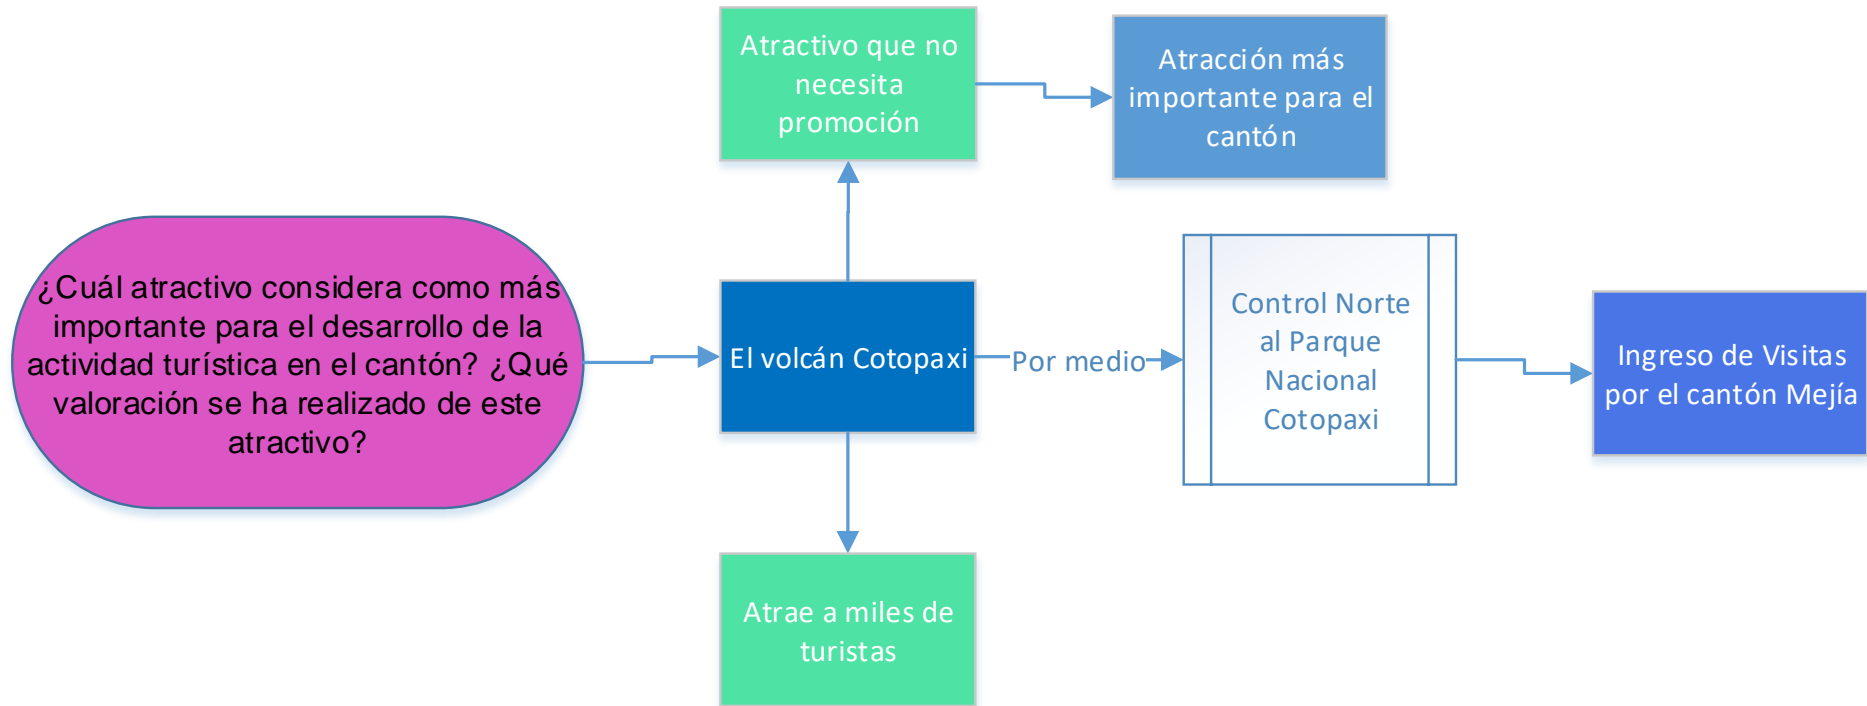 ¿Cuál atractivo considera como más
importante para el desarrollo de la
actividad turística en el cantón? ¿Qué
valoración se ha realizado de este
atractivo?
Atractivo que no
necesita
promoción
Atracción más
importante para el
cantón
El volcán Cotopaxi
Por medio
Control Norte
al Parque
Nacional
Cotopaxi
Ingreso de Visitas
por el cantón Mejía
Atrae a miles de
turistas